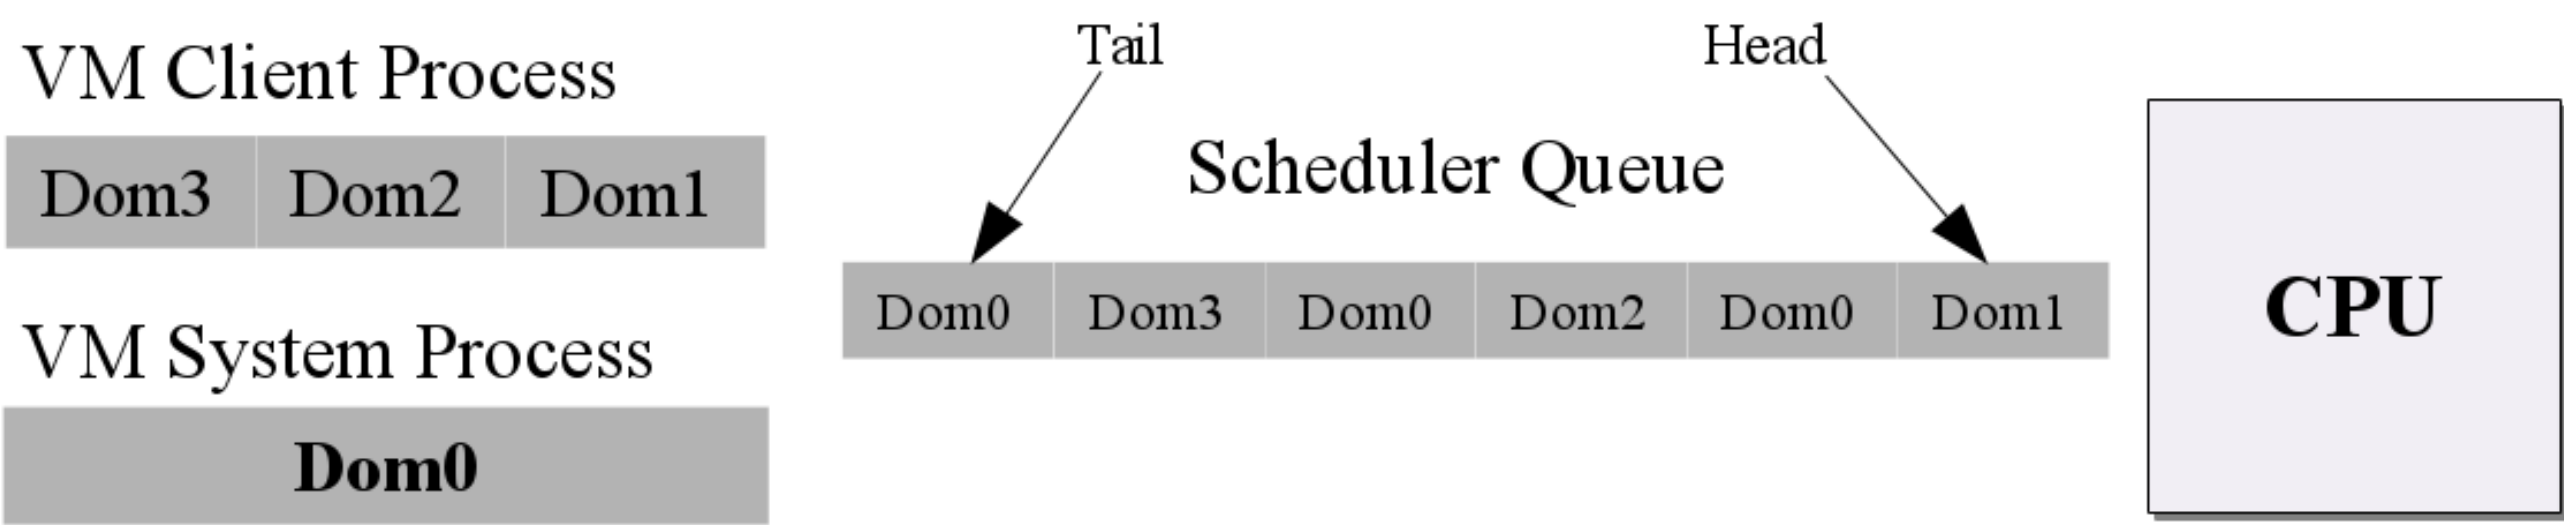 VM Client Process
Dom3 Dom2 Dom1
VM System Process
Dom0
Tail
Head
Scheduler Queue
Dom0 Dom3 Dom0 Dom2 Dom0 Dom1
CPU